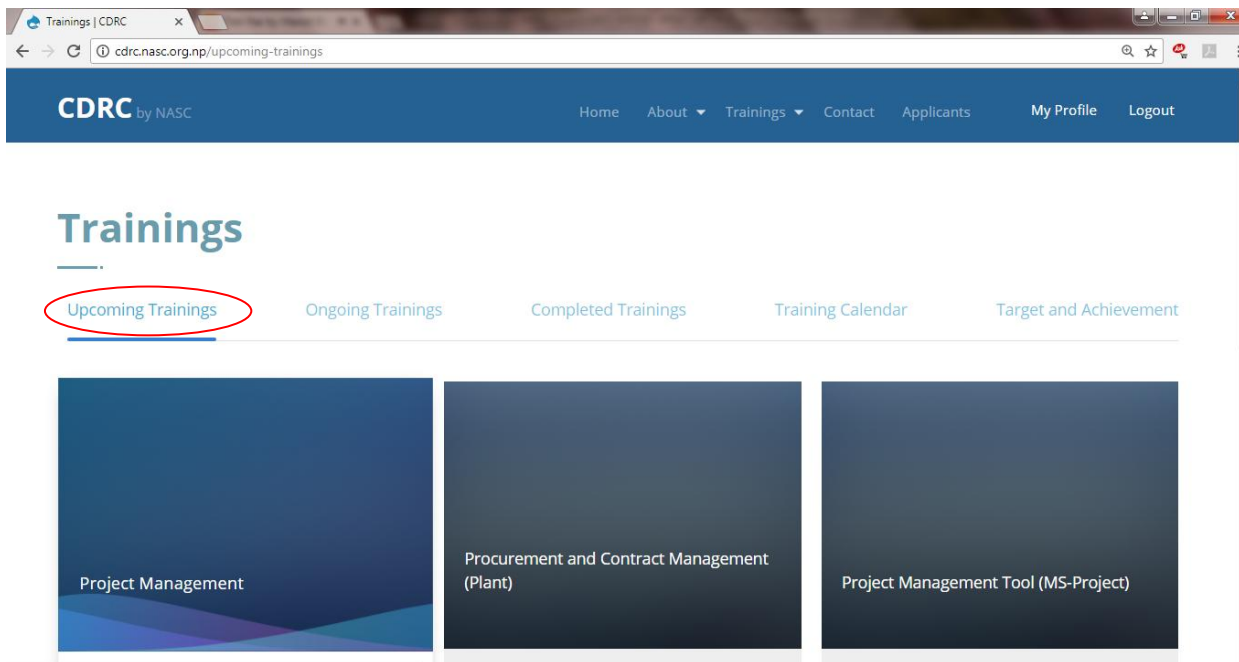 Trainings | CDRC
cdrc.nasc.org.np/upcoming-trainings
CDRC by NASC
Home About Trainings Contact Applicants My Profile Logout
Trainings
Upcoming Trainings Ongoing Trainings Completed Trainings Training Calendar Target and Achievement
Project Management
Procurement and Contract Management
(Plant)
Project Management Tool (MS-Project)